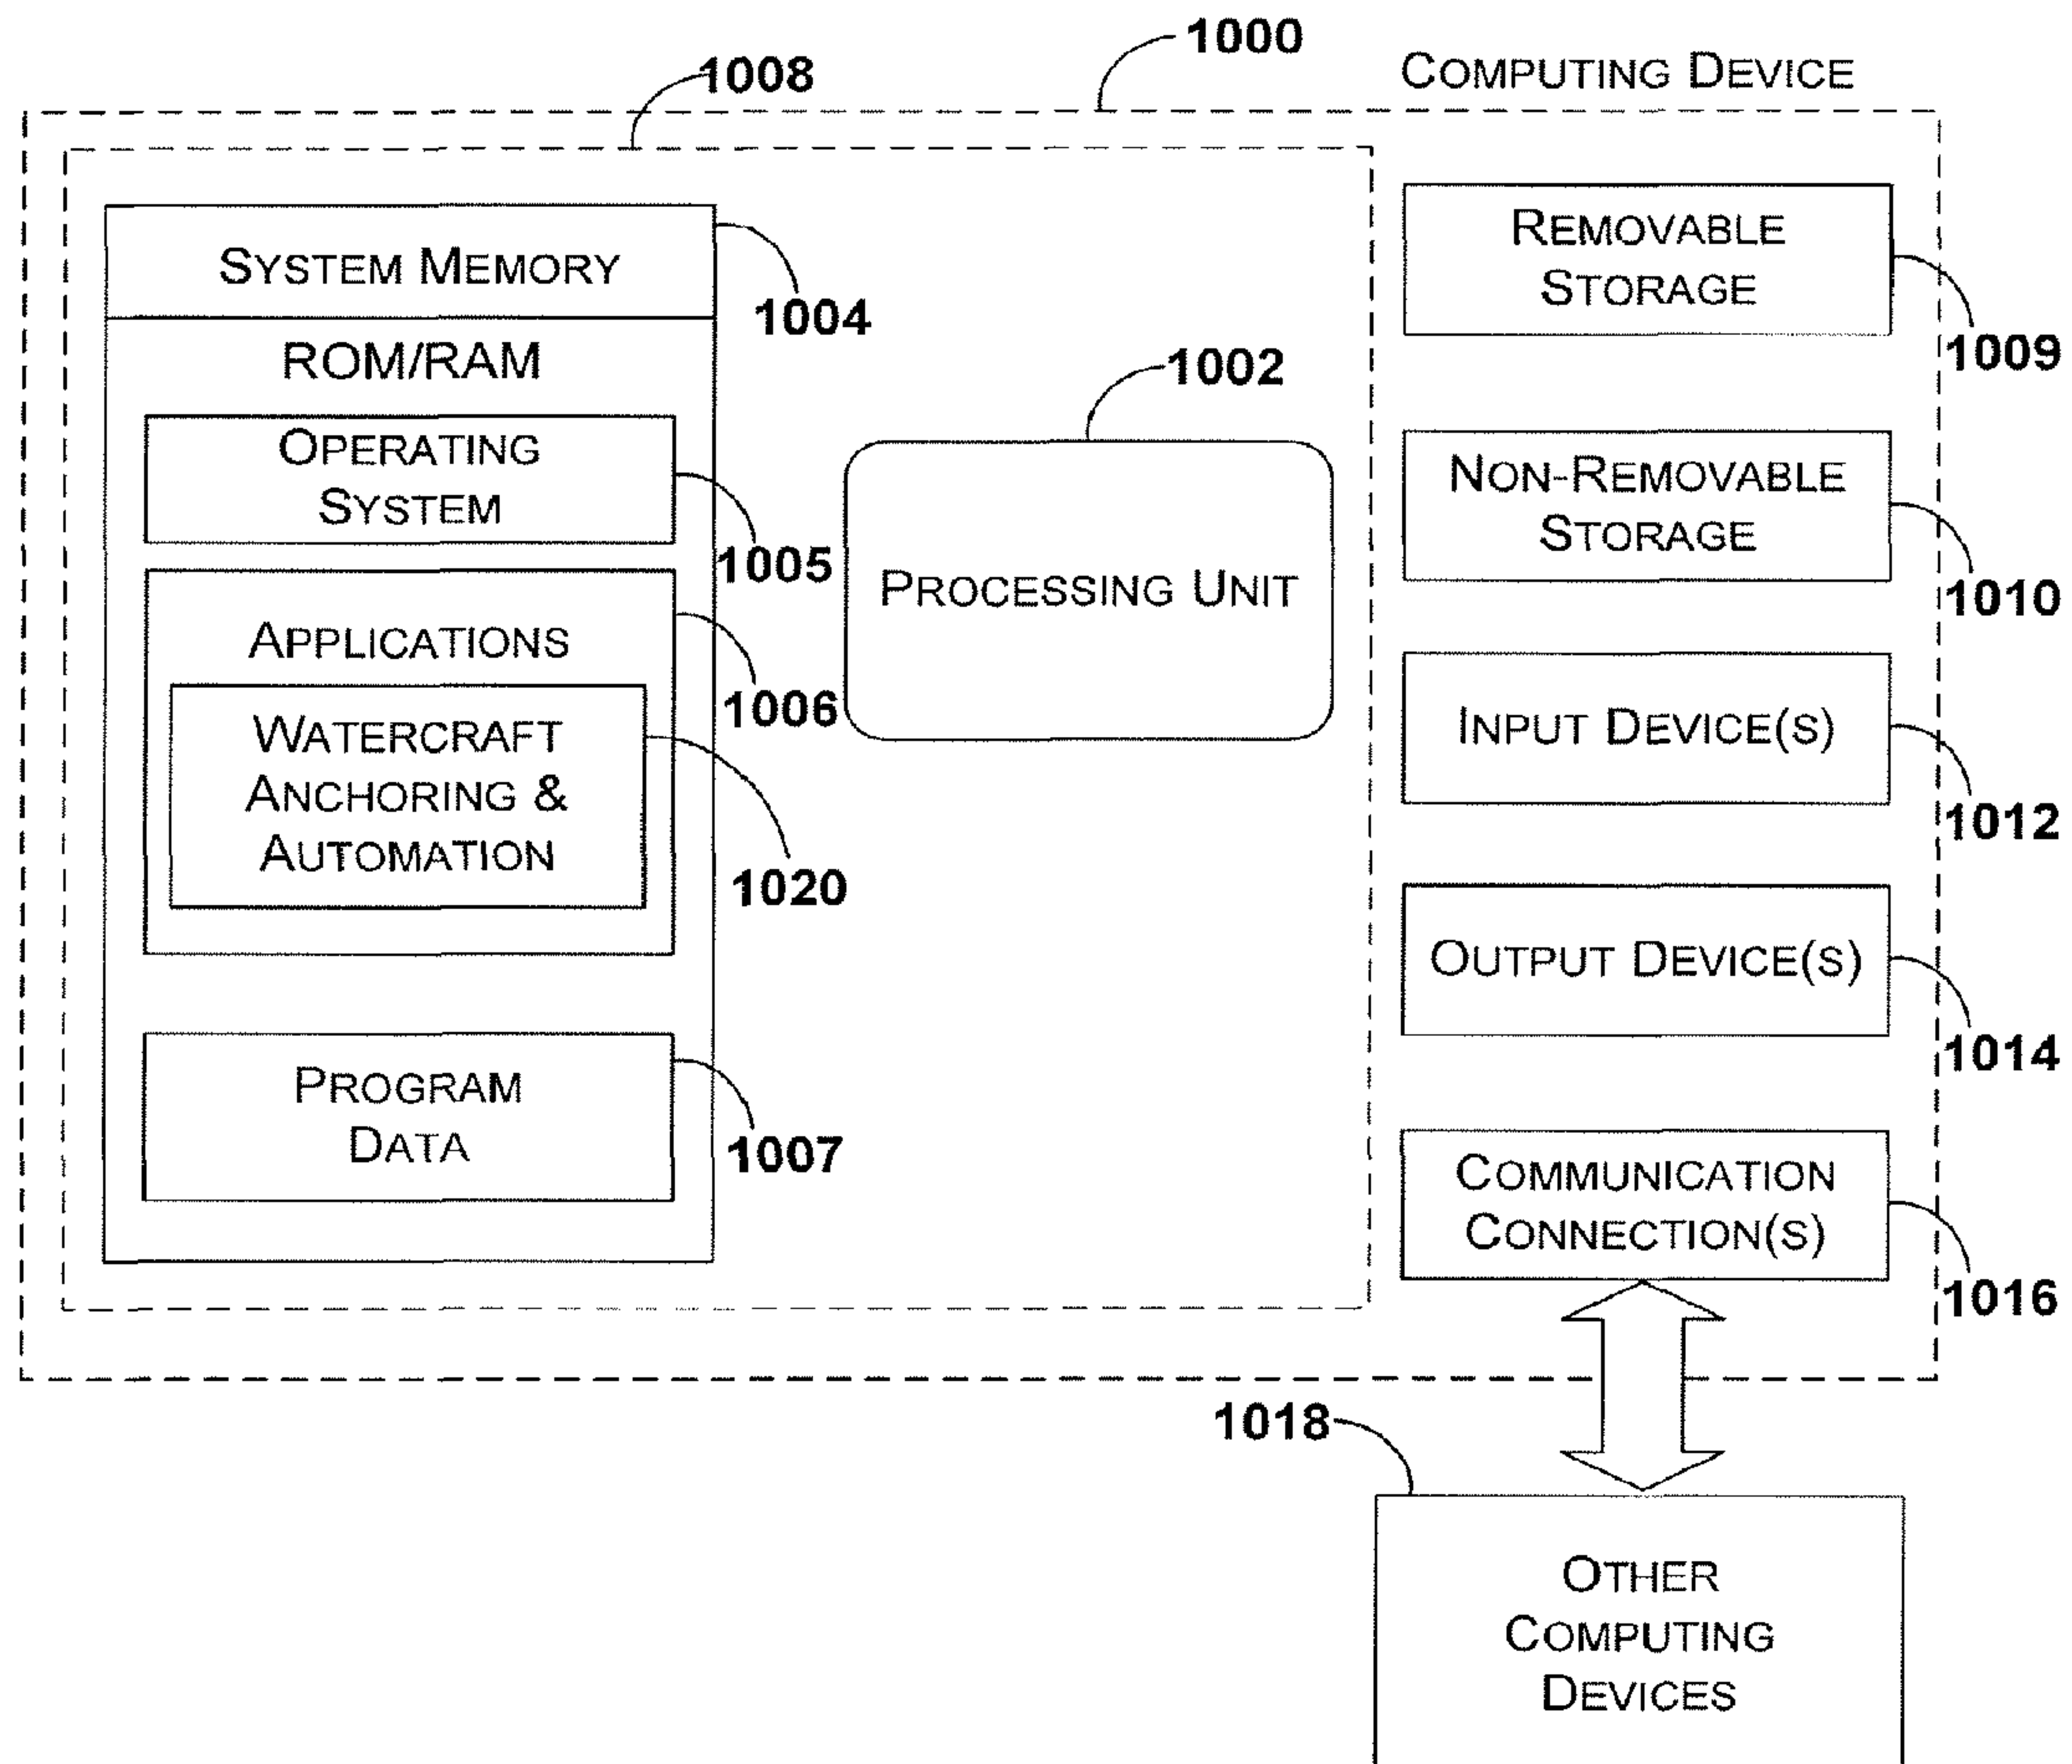 1000
COMPUTING DEVICE
1008
SYSTEM MEMORY
1004
ROM/RAM
OPERATING
SYSTEM
1005
APPLICATIONS
1006
WATERCRAFT
ANCHORING &
AUTOMATION
1020
PROGRAM
DATA
1007
1002
PROCESSING UNIT
REMOVABLE
STORAGE
1009
NON-REMOVABLE
STORAGE
1010
INPUT DEVICE(S)
1012
OUTPUT DEVICE(S)
1014
COMMUNICATION
CONNECTION(S)
1016
1018
OTHER
COMPUTING
DEVICES